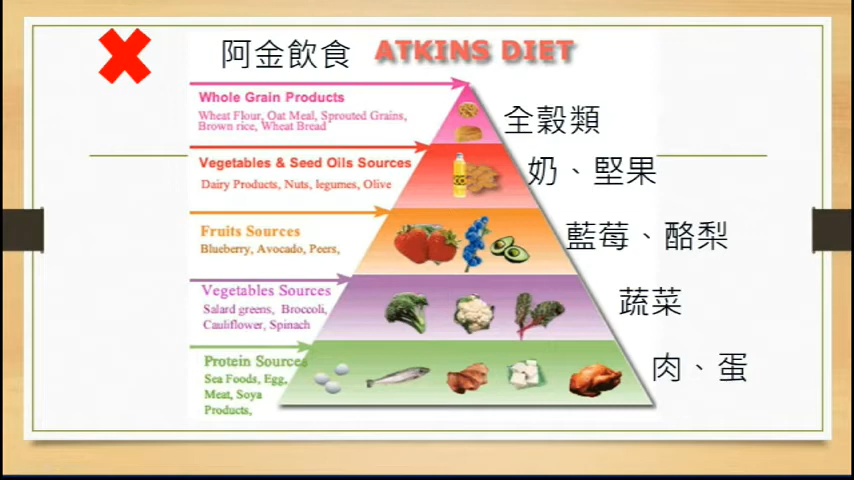 阿金飲食 ATKINS DIET
Whole Grain Products
Wheat Flour, Oat Meal, Sprouted Grains,
Brown rice, Wheat Bread
全穀類
Vegetables & Seed Oils Sources
Dairy Products, Nuts, legumes, Olive
奶、堅果
Fruits Sources
Blueberry, Avocado, Peers,
藍莓、酪梨
Vegetables Sources
Salard greens, Broccoli,
Cauliflower, Spinach
蔬菜
Protein Sources
Sea Foods, Egg,
Meat, Soya
Products,
肉、蛋